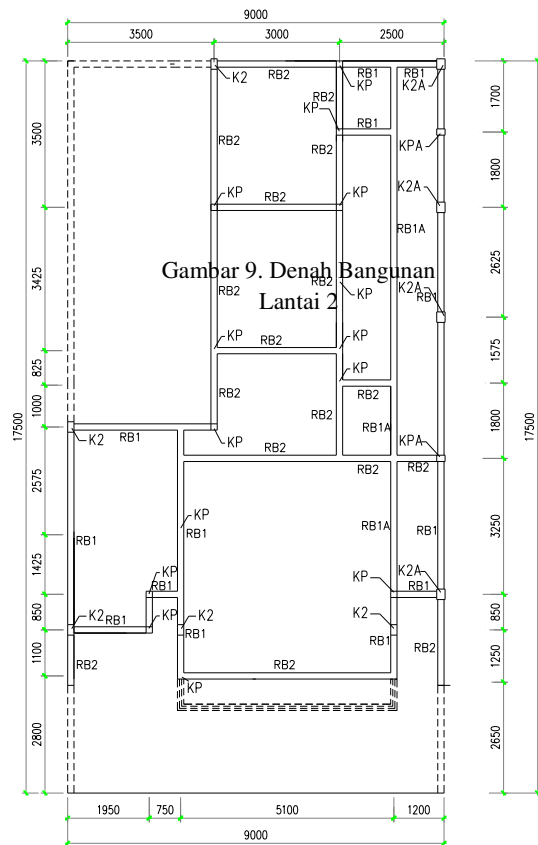 9000
3500 3000 2500
K2 RB2 RB1 RB1
KP K2A
RB2
KP
RB1
3500 1700
RB2 RB2 KPA
1800
KP KP K2A
RB2
RB1A
2625
Gambar 9. Denah Bangunan
Lantai 2
3425 RB2 RB2 KP K2A RB1
KP KP
RB2
825 1575
KP
RB2 RB2
1000 RB2 RB1A 1800
17500 17500
K2 RB1 KP KPA
RB2 RB2 RB2
2575 KP
RB1 RB1 RB1A RB1 3250
1425 KP KP K2A
RB1 RB1
850 850
K2 RB1 KP K2 K2
RB1 RB1
1100 RB2 RB2 RB2 1250
KP
2800 2650
1950 750 5100 1200
9000